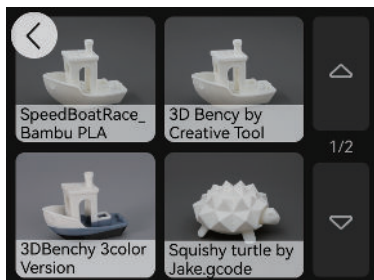 SpeedBoatRace_
Bambu PLA
3D Bency by
Creative Tool
1/2
3DBenchy 3color
Version
Squishy turtle by
Jake.gcode